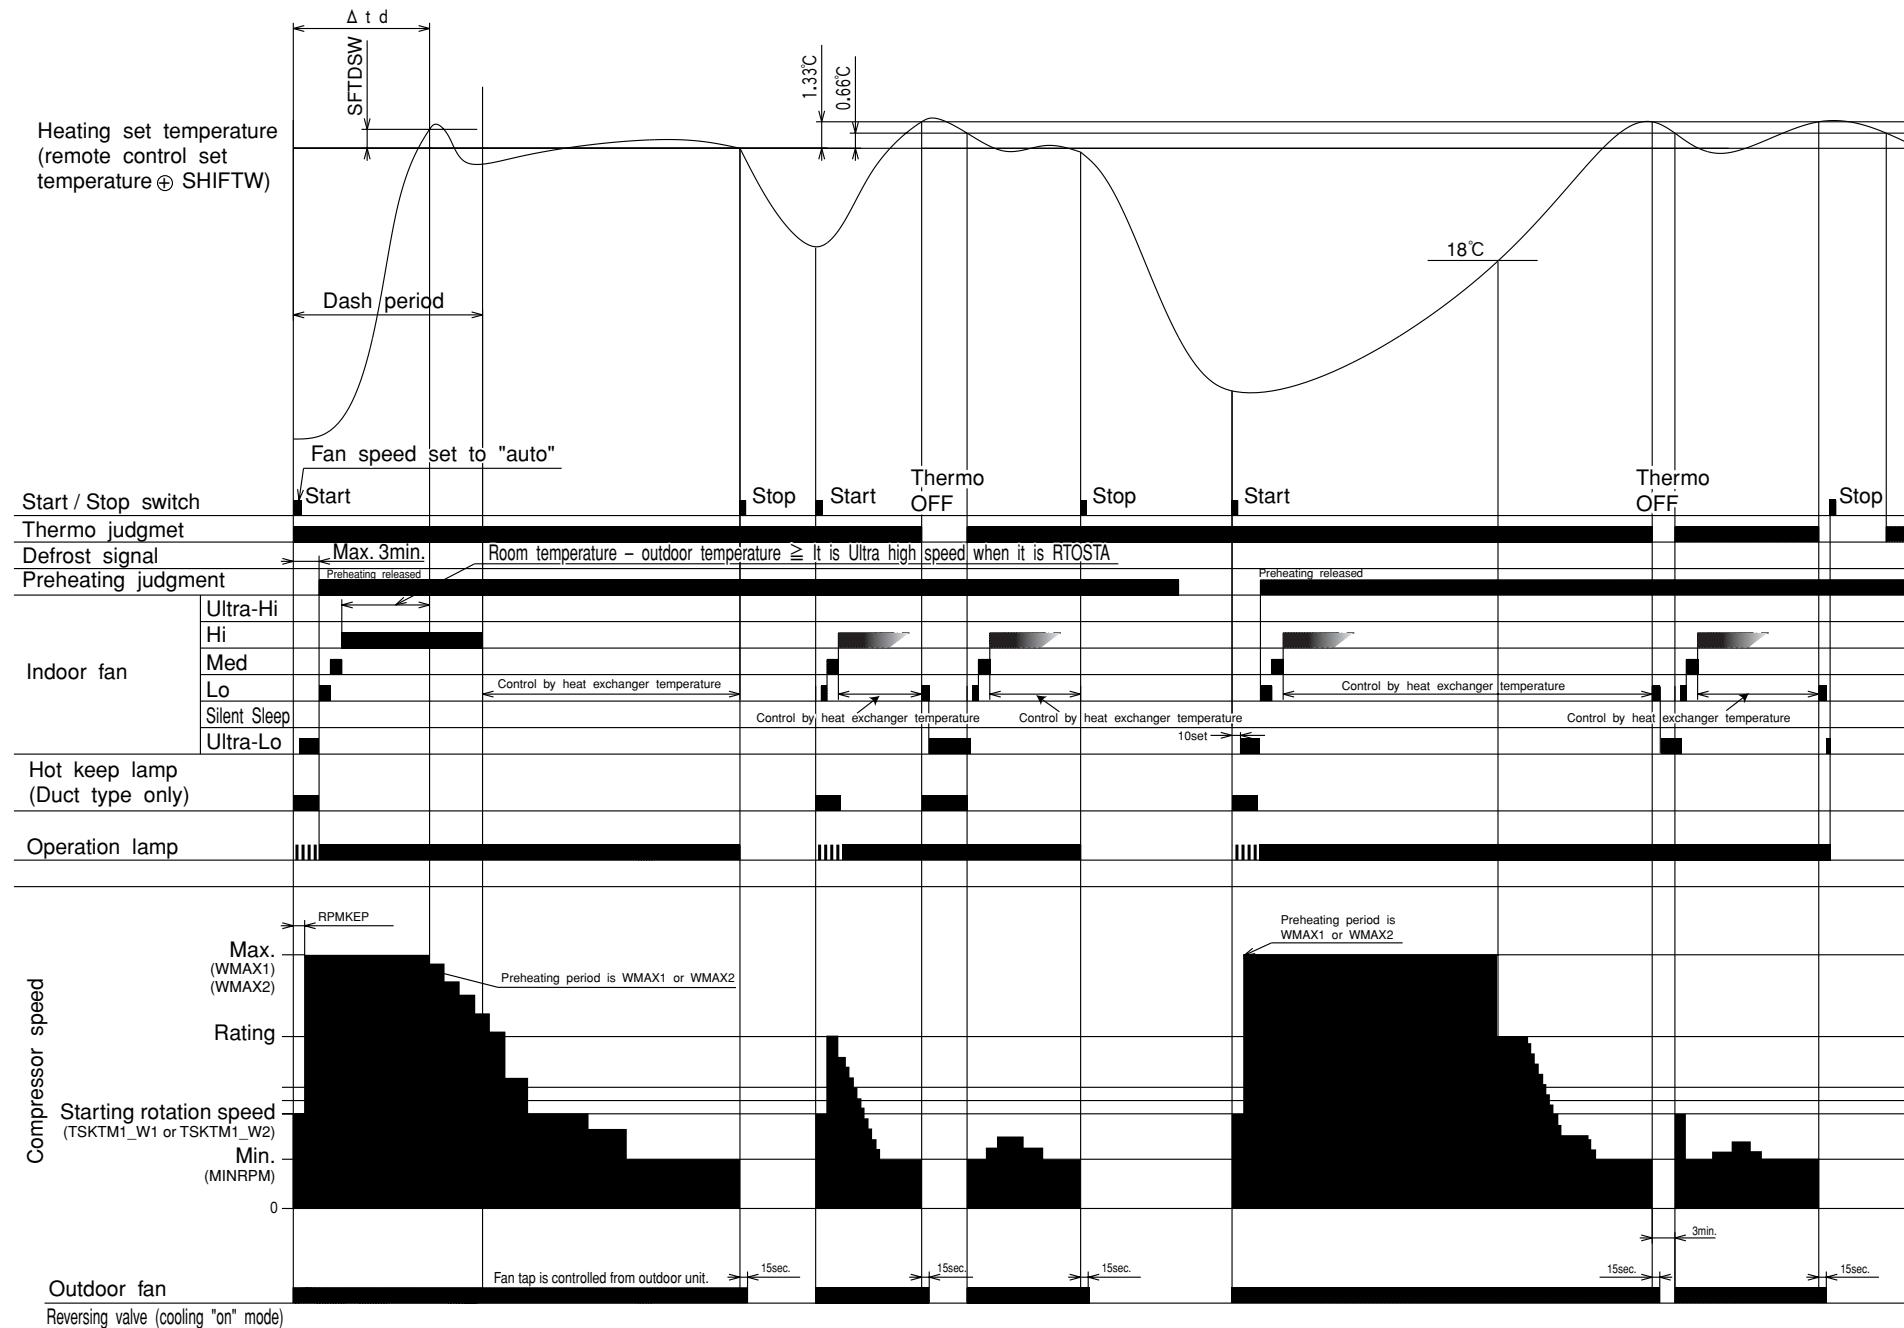 Δ t d
SFTDSW
1.33℃
0.66℃
Heating set temperature
(remote control set
temperature ⊕ SHIFTW)
18℃
Dash period
Fan speed set to "auto"
Start / Stop switch
Start
Stop
Start
Thermo
OFF
Stop
Start
Thermo
OFF
Stop
Thermo judgmet
Defrost signal
Max. 3min.
Room temperature – outdoor temperature ≧ It is Ultra high speed when it is RTOSTA
Preheating judgment
Preheating released
Preheating released
Indoor fan
Ultra-Hi
Hi
Med
Lo
Control by heat exchanger temperature
Control by heat exchanger temperature
Silent Sleep
Control by heat exchanger temperature
Control by heat exchanger temperature
Control by heat exchanger temperature
Ultra-Lo
10set
Hot keep lamp
(Duct type only)
Operation lamp
RPMKEP
Preheating period is
WMAX1 or WMAX2
Compressor speed
Max.
(WMAX1)
(WMAX2)
Preheating period is WMAX1 or WMAX2
Rating
Starting rotation speed
(TSKTM1_W1 or TSKTM1_W2)
Min.
(MINRPM)
0
3min.
Outdoor fan
Fan tap is controlled from outdoor unit.
15sec.
15sec.
15sec.
15sec.
15sec.
Reversing valve (cooling "on" mode)